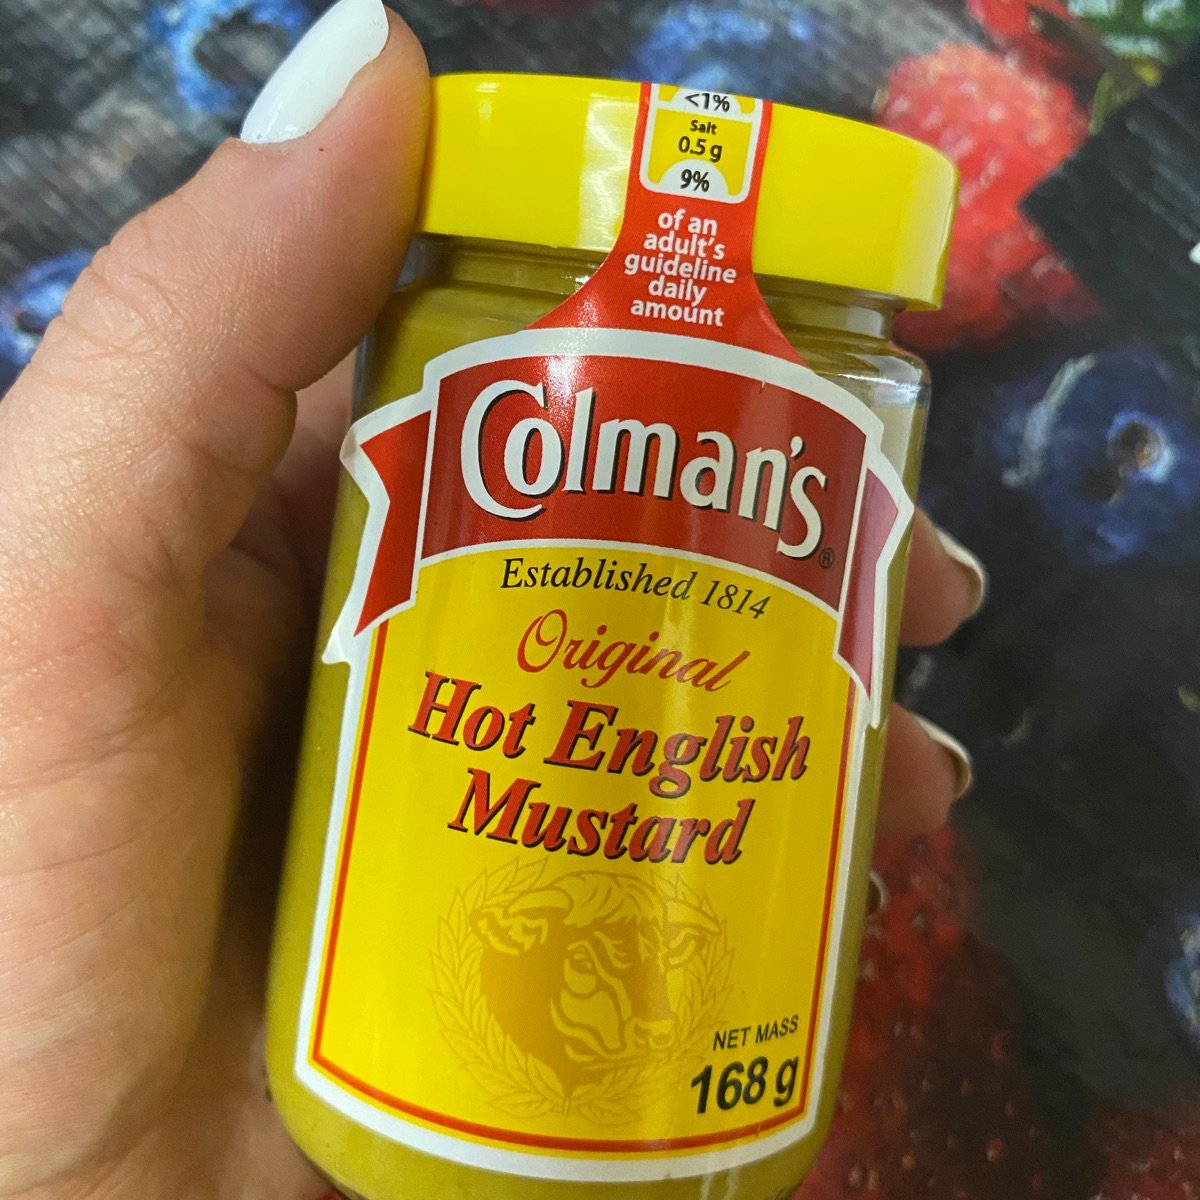 <1%
Salt
0.5 g
9%
of an
adult's
guideline
daily
amount
Colman's®
Established 1814
Original
Hot English
Mustard
NET MASS
168 g